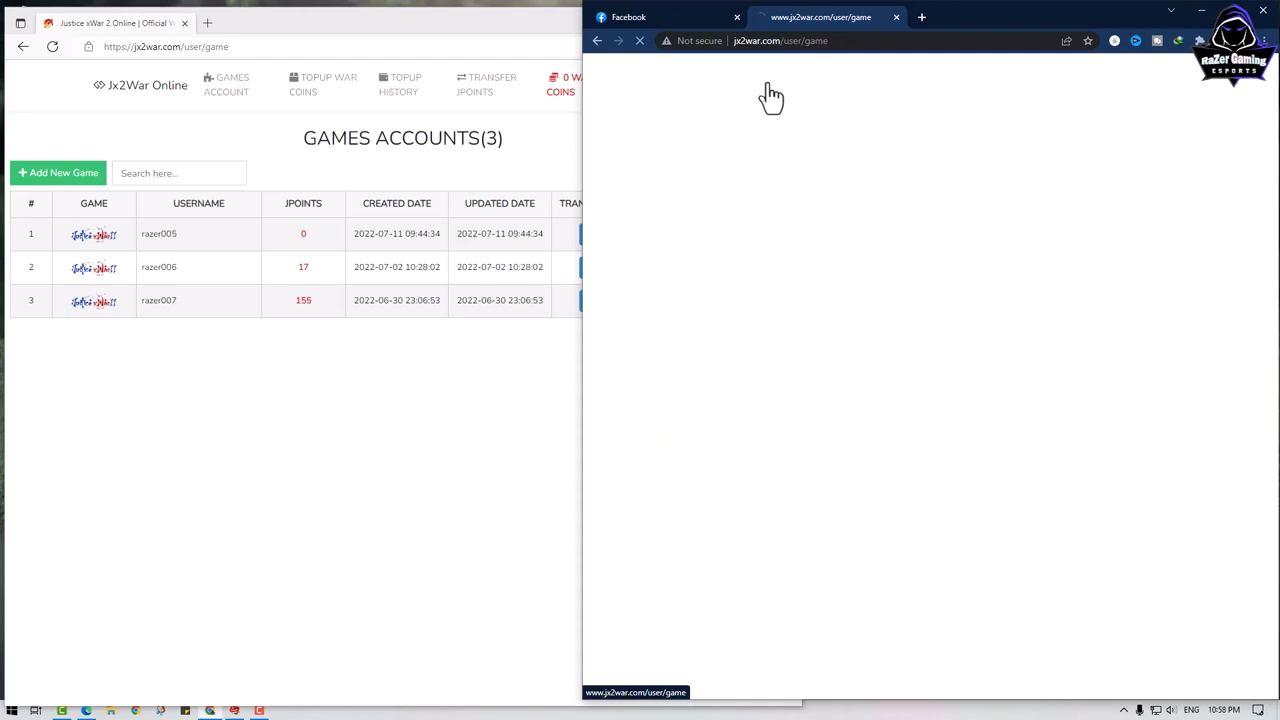 Justice xWar 2 Online | Official W
Facebook
www.jx2war.com/user/game
https://jx2war.com/user/game
Not secure
jx2war.com/user/game
RaZer Gaming
ESPORTS
Jx2War Online
GAMES
ACCOUNT
TOPUP WAR
COINS
TOPUP
HISTORY
TRANSFER
JPOINTS
0 WA
COINS
GAMES ACCOUNTS(3)
Add New Game
Search here...
# GAME USERNAME JPOINTS CREATED DATE UPDATED DATE TRAN
1 razer005 0 2022-07-11 09:44:34 2022-07-11 09:44:34
2 razer006 17 2022-07-02 10:28:02 2022-07-02 10:28:02
3 razer007 155 2022-06-30 23:06:53 2022-06-30 23:06:53
www.jx2war.com/user/game
ENG
10:58 PM